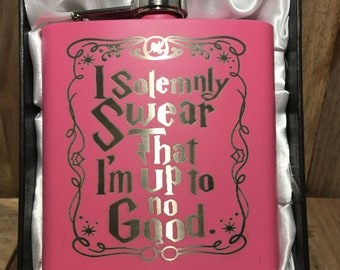 I Solemnly
Swear
That
I'm up to
no
Good.